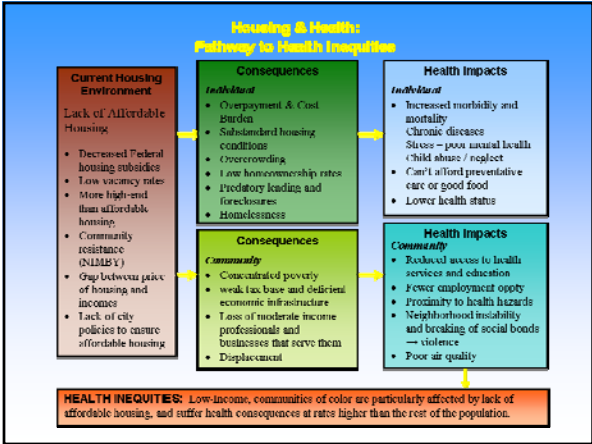 Housing & Health:
Pathway to Health Inequities
Current Housing
Environment
Lack of Affordable
Housing
• Decreased Federal
housing subsidies
• Low vacancy rates
• More high-end
than affordable
housing
• Community
resistance
(NIMBY)
• Gap between price
of housing and
incomes
• Lack of city
policies to ensure
affordable housing
Consequences
Individual
• Overpayment & Cost
Burden
• Substandard housing
conditions
• Overcrowding
• Low homeownership rates
• Predatory lending and
foreclosures
• Homelessness
Health Impacts
Individual
• Increased morbidity and
mortality
Chronic diseases
Stress – poor mental health
Child abuse / neglect
• Can't afford preventative
care or good food
• Lower health status
Consequences
Community
• Concentrated poverty
• weak tax base and deficient
economic infrastructure
• Loss of moderate income
professionals and
businesses that serve them
• Displacement
Health Impacts
Community
• Reduced access to health
services and education
• Fewer employment oppty
• Proximity to health hazards
• Neighborhood instability
and breaking of social bonds
→ violence
• Poor air quality
HEALTH INEQUITIES: Low-Income, communities of color are particularly affected by lack of
affordable housing, and suffer health consequences at rates higher than the rest of the population.